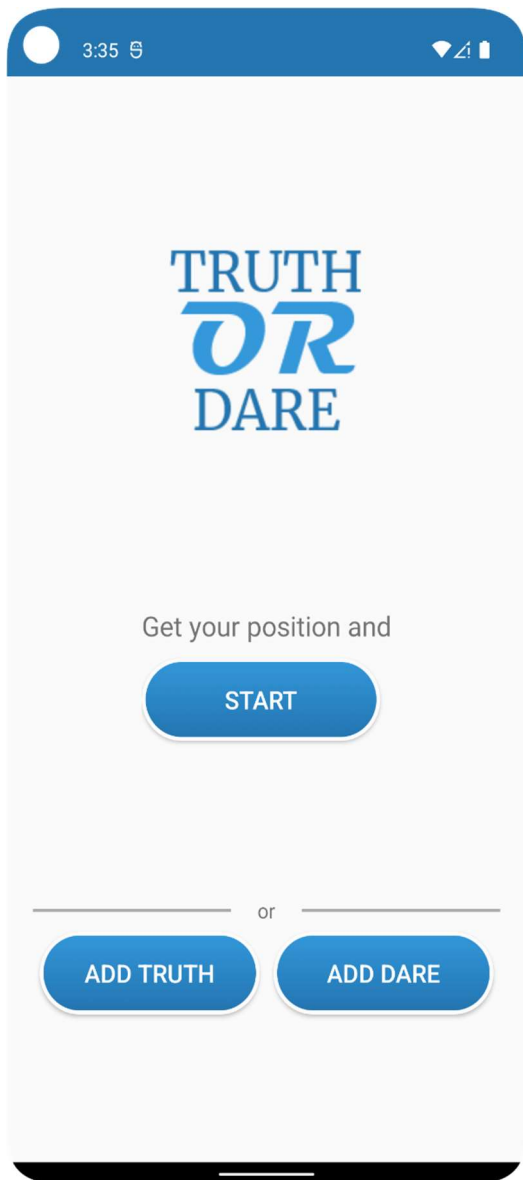 3:35
TRUTH
OR
DARE
Get your position and
START
or
ADD TRUTH
ADD DARE